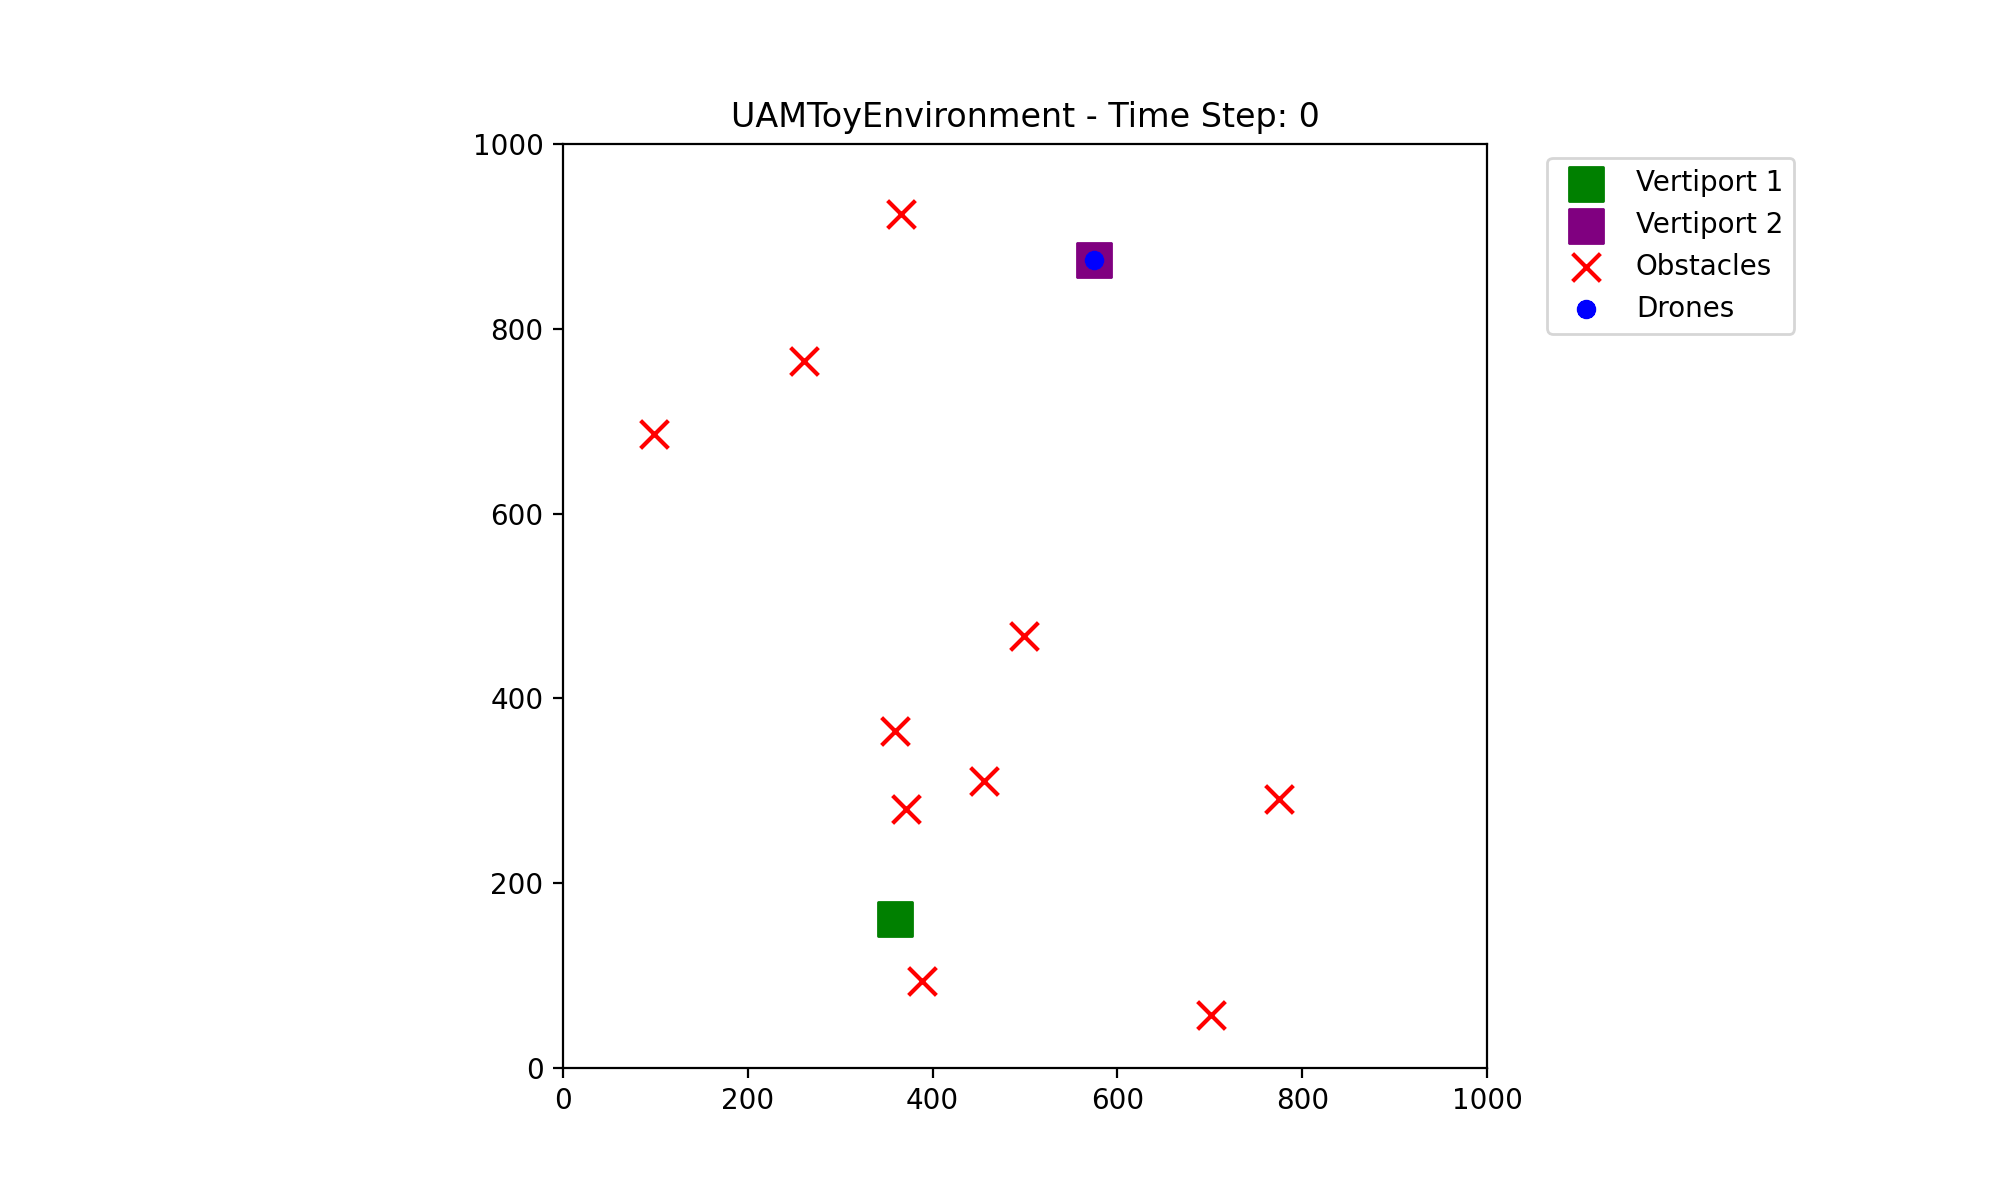 UAMToyEnvironment - Time Step: 0
1000
800
600
400
200
0
0 200 400 600 800 1000
Vertiport 1
Vertiport 2
Obstacles
Drones